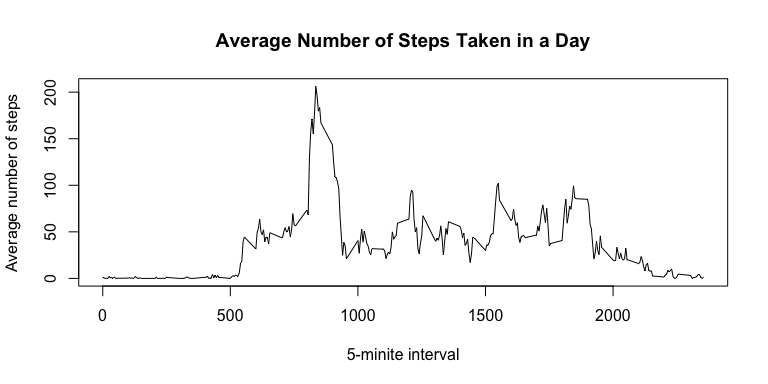 Average Number of Steps Taken in a Day
Average number of steps
200
150
100
50
0
0 500 1000 1500 2000
5-minite interval